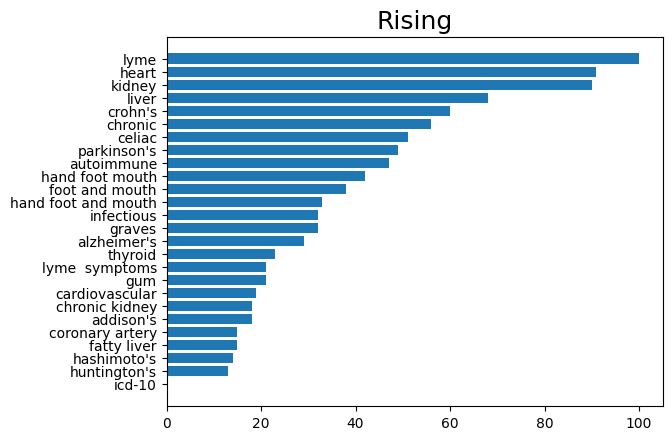 Rising
lyme
heart
kidney
liver
crohn's
chronic
celiac
parkinson's
autoimmune
hand foot mouth
foot and mouth
hand foot and mouth
infectious
graves
alzheimer's
thyroid
lyme  symptoms
gum
cardiovascular
chronic kidney
addison's
coronary artery
fatty liver
hashimoto's
huntington's
icd-10
0 20 40 60 80 100